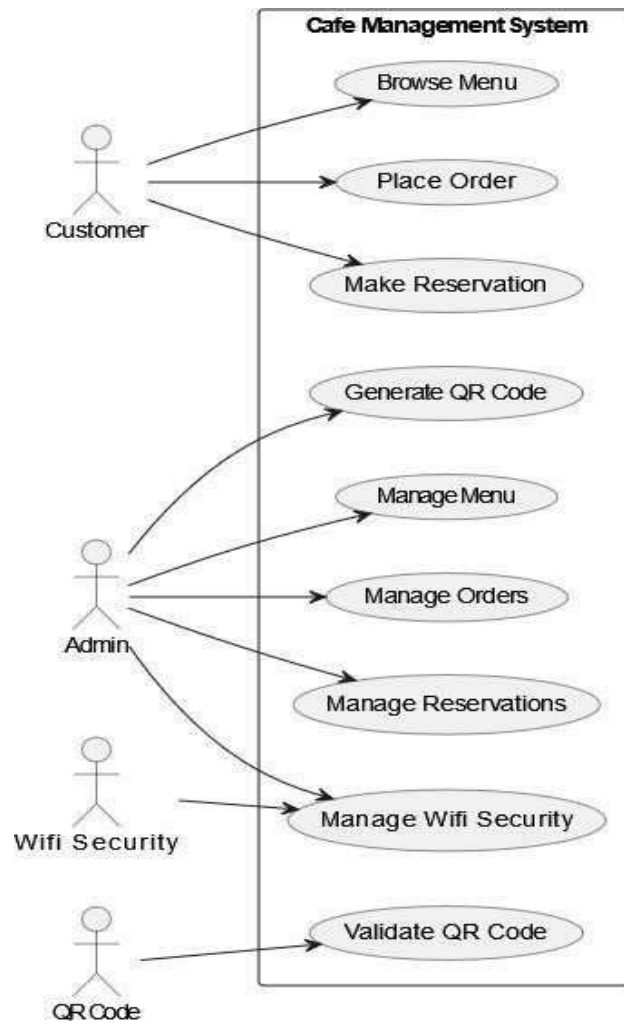 Cafe Management System
Browse Menu
Place Order
Customer
Make Reservation
Generate QR Code
Manage Menu
Manage Orders
Admin
Manage Reservations
Manage Wifi Security
Wifi Security
Validate QR Code
QR Code